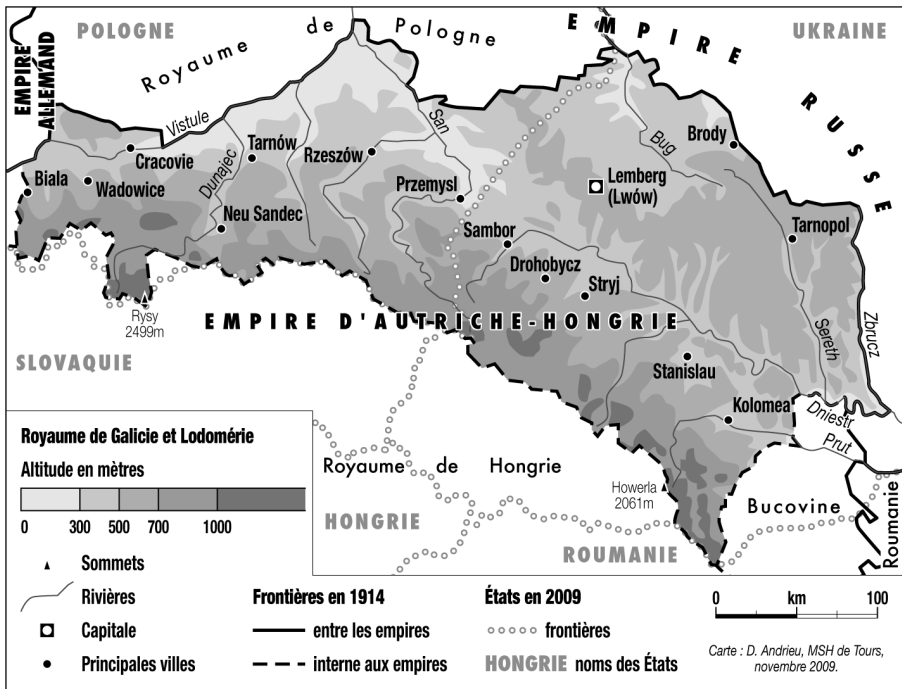 POLOGNE
Royaume de Pologne
EMPIRE RUSSE
UKRAINE
EMPIRE
ALLEMAND
Vistule
San
Bug
Brody
Cracovie
Tarnów
Rzeszów
Dunajec
Biala
Wadowice
Przemysl
Lemberg
(Lwów)
Neu Sandec
Sambor
Tarnopol
Drohobycz
Stryj
Rysy
2499m
EMPIRE D'AUTRICHE-HONGRIE
Sereth
Zbrucz
SLOVAQUIE
Stanislau
Kolomea
Dniestr
Prut
Royaume de Hongrie
Howerla
2061m
Bucovine
Roumanie
HONGRIE
ROUMANIE
Royaume de Galicie et Lodomérie
Altitude en mètres
0 300 500 700 1000
Sommets
Rivières
Capitale
Principales villes
Frontières en 1914
entre les empires
interne aux empires
États en 2009
frontières
HONGRIE noms des États
0 km 100
Carte : D. Andrieu, MSH de Tours,
novembre 2009.